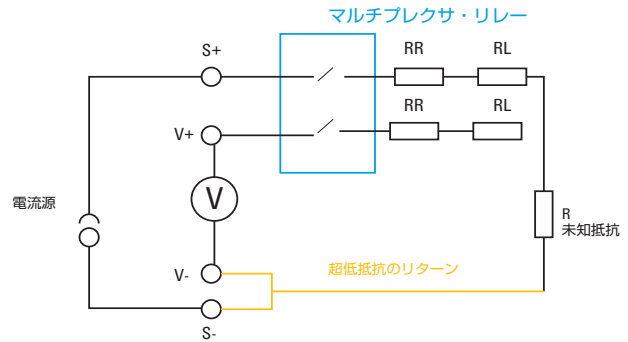 マルチプレクサ・リレー
S+
RR
RL
V+
RR
RL
V
電流源
R
未知抵抗
V-
超低抵抗のリターン
S-